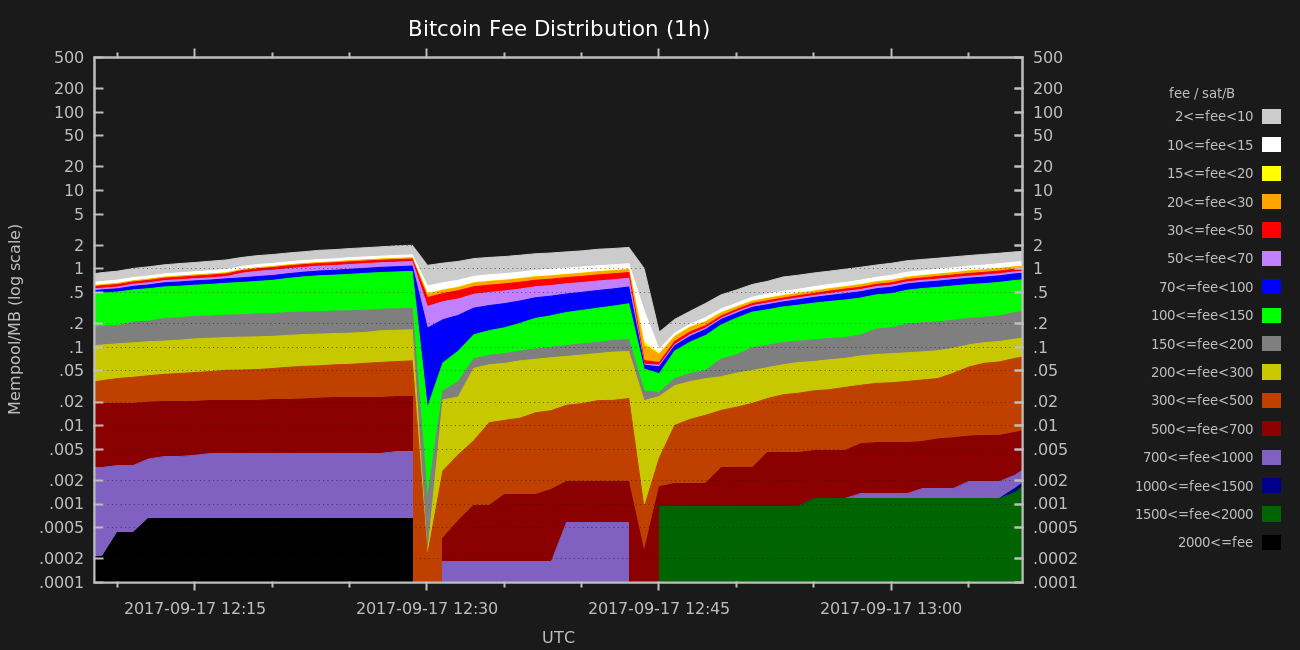 Bitcoin Fee Distribution (1h)
500 500
200 200
100 100
50 50
20 20
10 10
5 5
2 2
1 1
.5 .5
.2 .2
.1 .1
.05 .05
.02 .02
.01 .01
.005 .005
.002 .002
.001 .001
.0005 .0005
.0002 .0002
.0001 .0001
Mempool/MB (log scale)
2017-09-17 12:15 2017-09-17 12:30 2017-09-17 12:45 2017-09-17 13:00
UTC
fee / sat/B
2<=fee<10
10<=fee<15
15<=fee<20
20<=fee<30
30<=fee<50
50<=fee<70
70<=fee<100
100<=fee<150
150<=fee<200
200<=fee<300
300<=fee<500
500<=fee<700
700<=fee<1000
1000<=fee<1500
1500<=fee<2000
2000<=fee